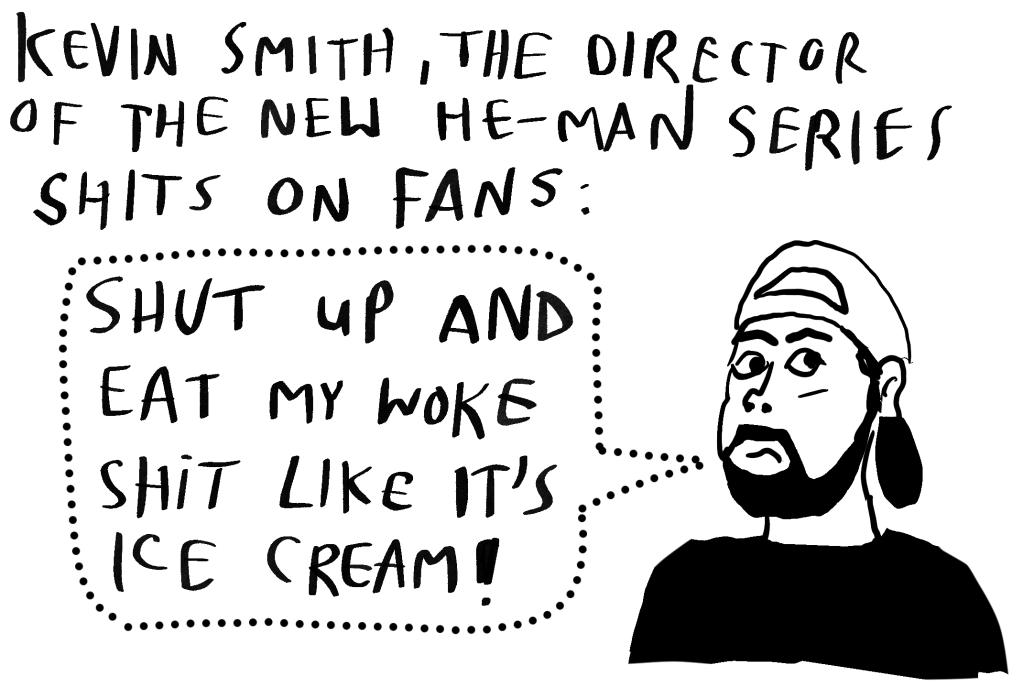 KEVIN SMITH, THE DIRECTOR
OF THE NEW HE-MAN SERIES
SHITS ON FANS:
SHUT UP AND
EAT MY WOKE
SHIT LIKE IT'S
ICE CREAM!